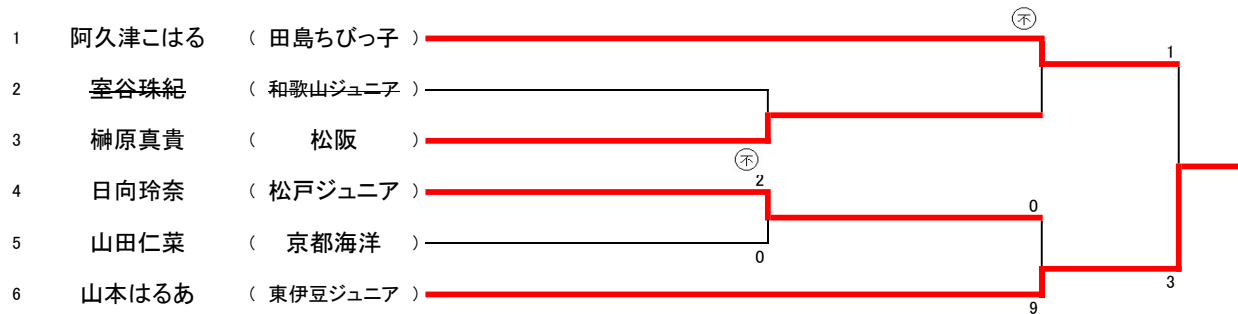 ㊁
1 阿久津こはる （ 田島ちびっ子 ） 1
2 室谷珠紀 （ 和歌山ジュニア ）
3 榊原真貴 （ 松阪 ）
不
2
4 日向玲奈 （ 松戸ジュニア ） 0
5 山田仁菜 （ 京都海洋 ）
0
3
6 山本はるあ （ 東伊豆ジュニア ）
9